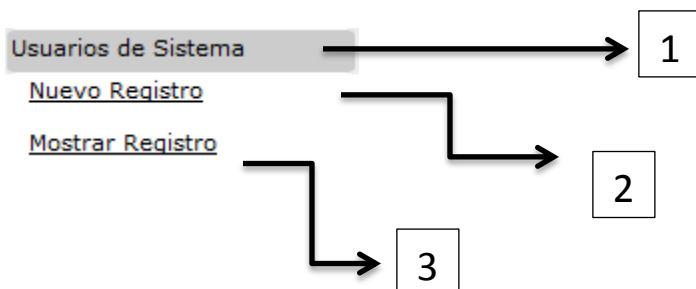 Usuarios de Sistema
1
Nuevo Registro
Mostrar Registro
2
3